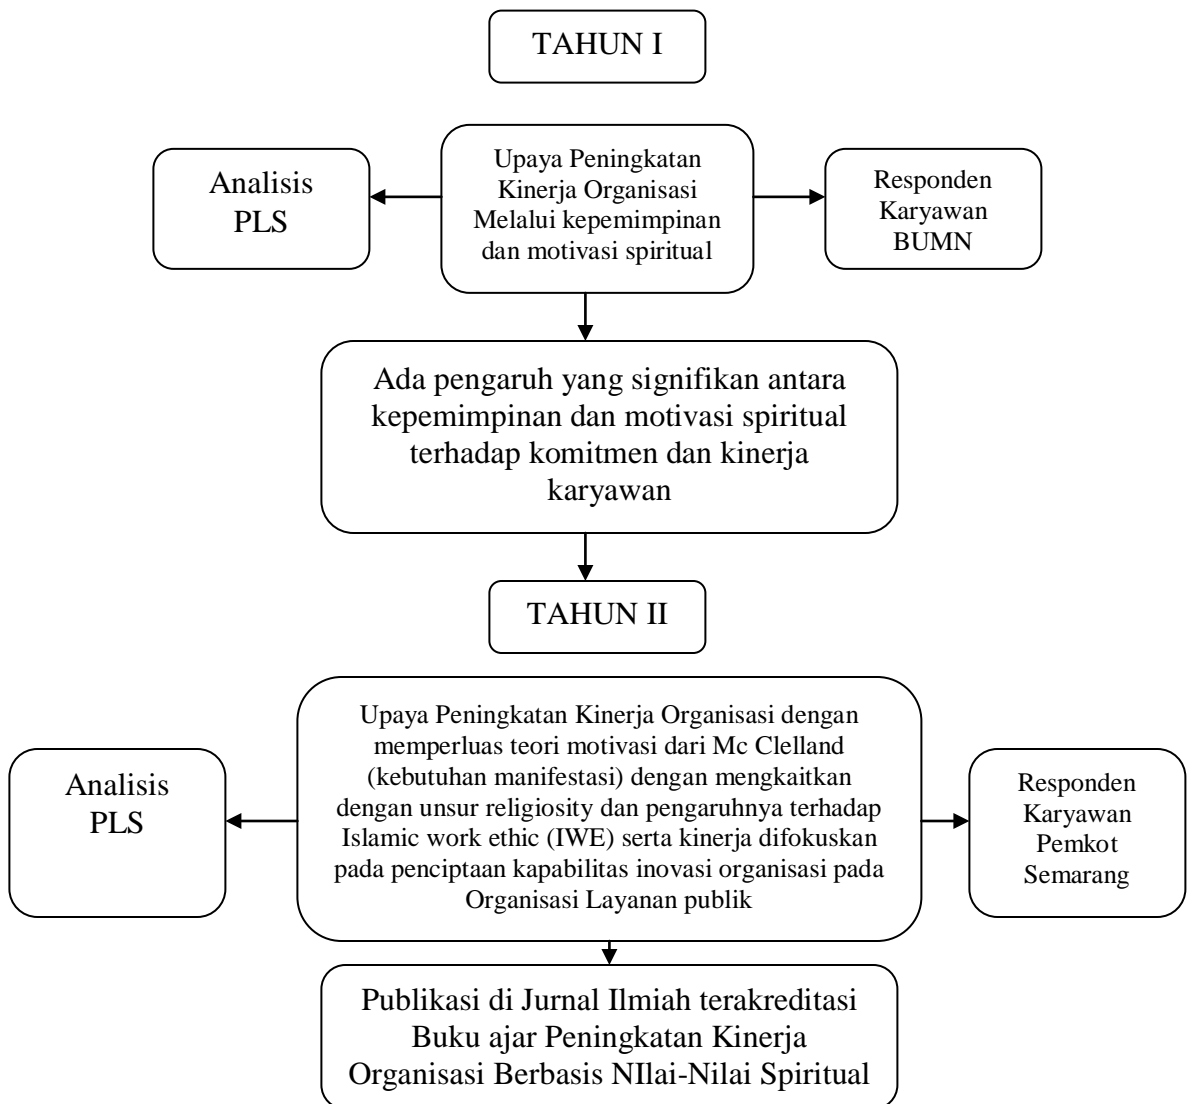 TAHUN I
Analisis
PLS
Upaya Peningkatan
Kinerja Organisasi
Melalui kepemimpinan
dan motivasi spiritual
Responden
Karyawan
BUMN
Ada pengaruh yang signifikan antara
kepemimpinan dan motivasi spiritual
terhadap komitmen dan kinerja
karyawan
TAHUN II
Analisis
PLS
Upaya Peningkatan Kinerja Organisasi dengan
memperluas teori motivasi dari Mc Clelland
(kebutuhan manifestasi) dengan mengkaitkan
dengan unsur religiosity dan pengaruhnya terhadap
Islamic work ethic (IWE) serta kinerja difokuskan
pada penciptaan kapabilitas inovasi organisasi pada
Organisasi Layanan publik
Responden
Karyawan
Pemkot
Semarang
Publikasi di Jurnal Ilmiah terakreditasi
Buku ajar Peningkatan Kinerja
Organisasi Berbasis NIlai-Nilai Spiritual